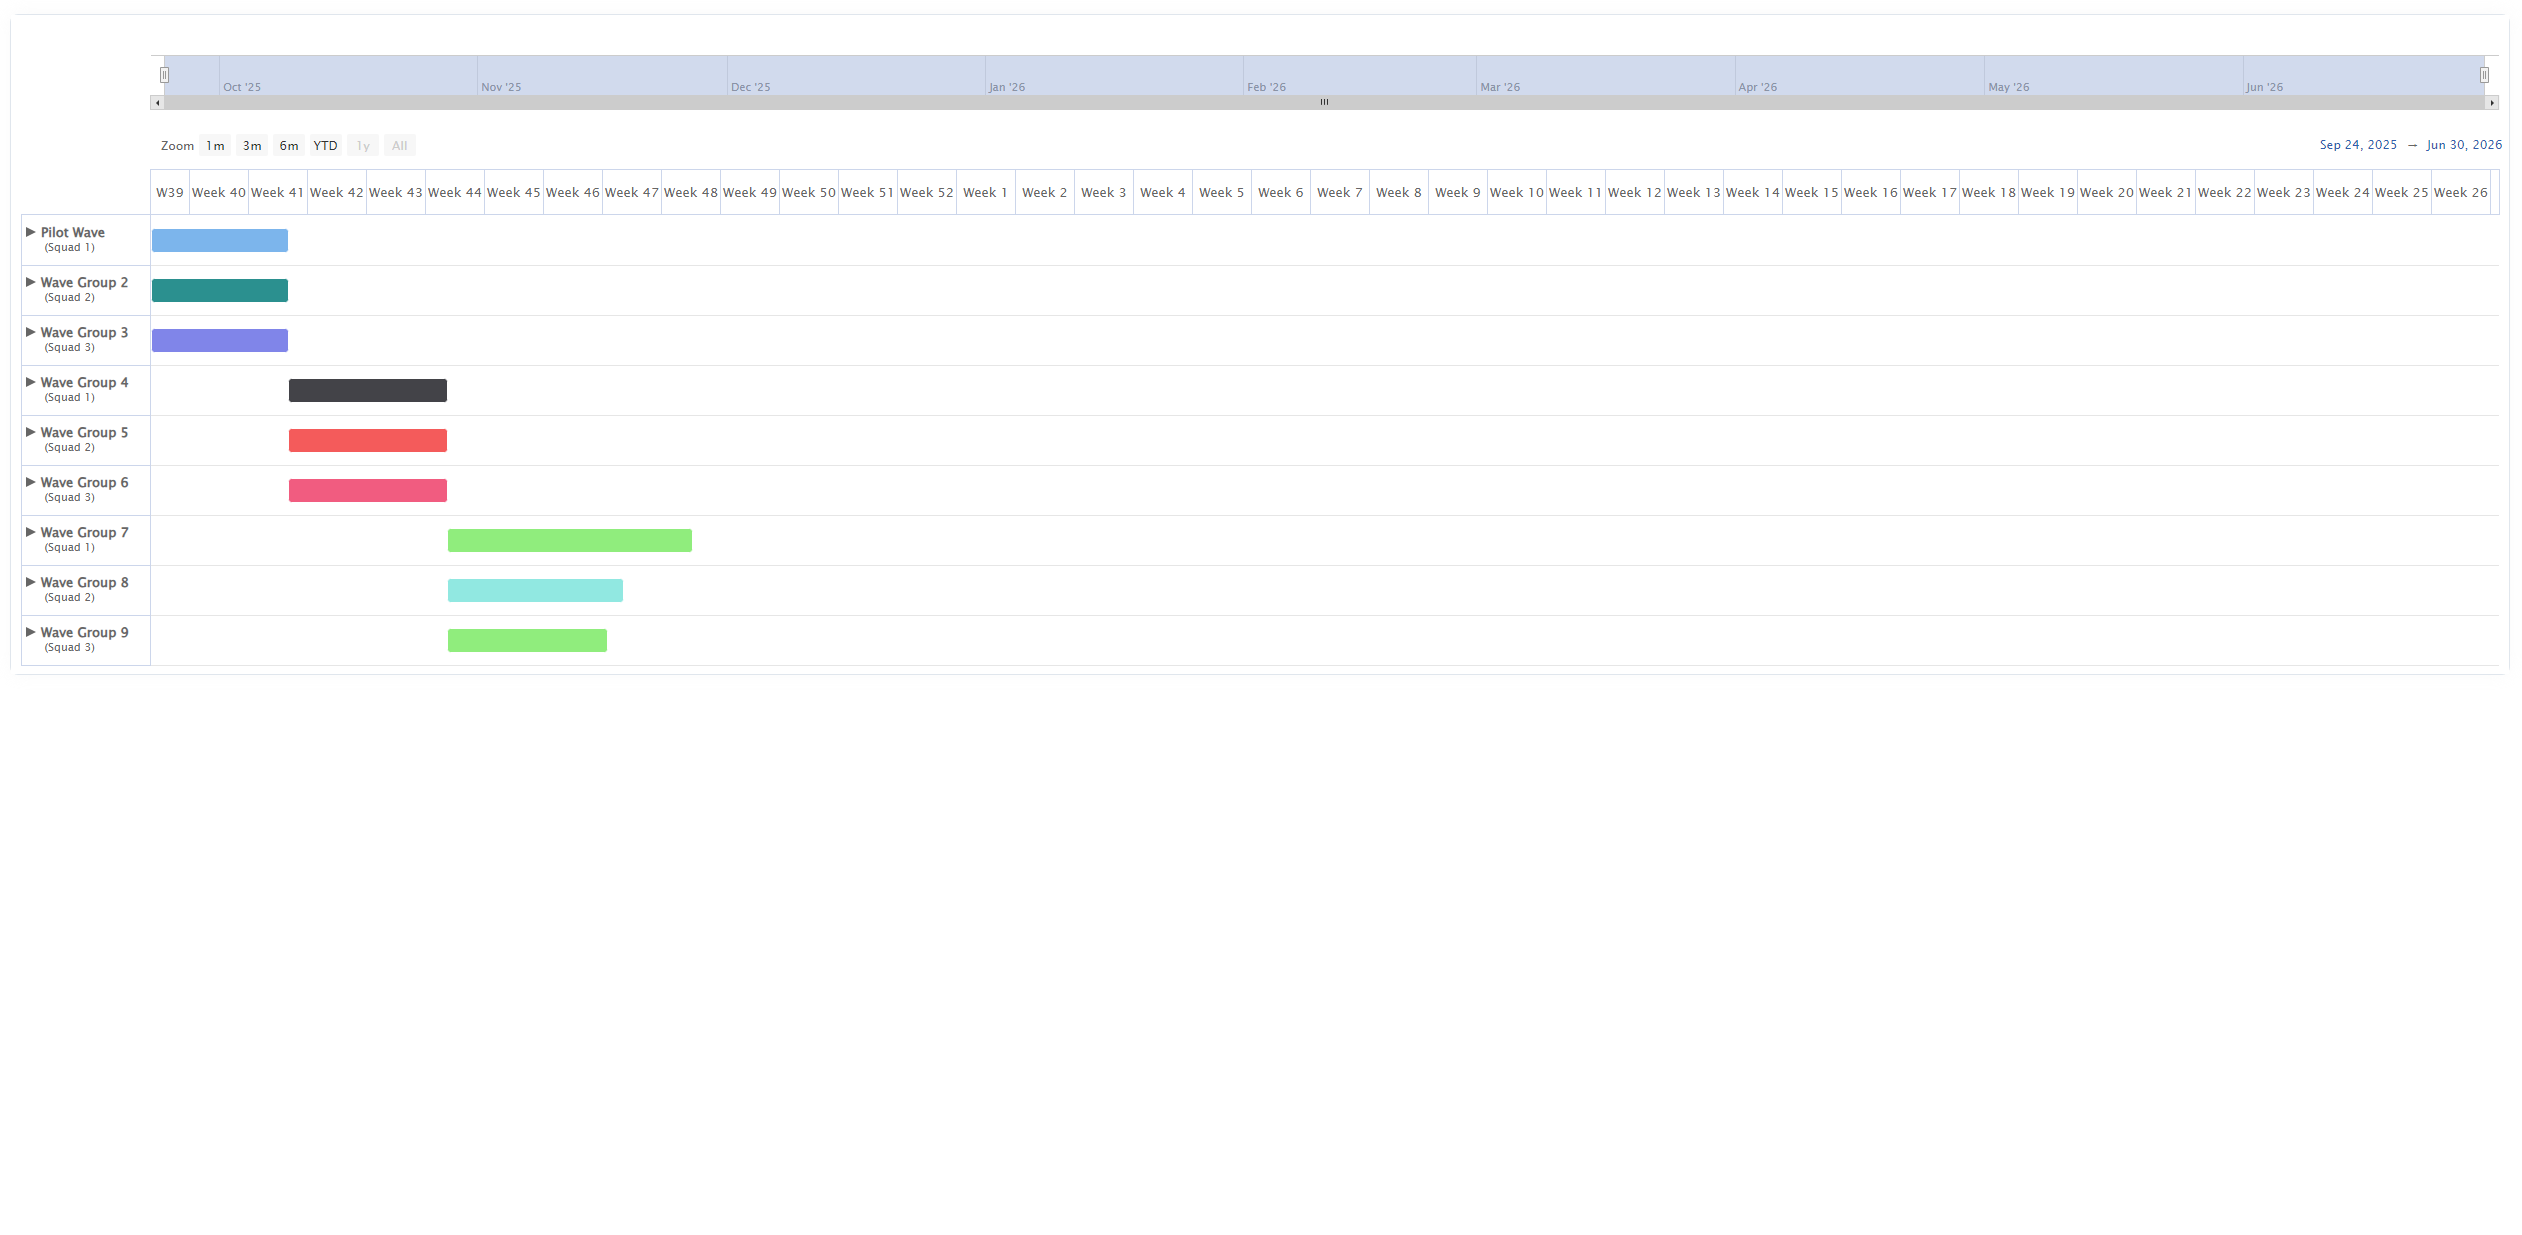 Oct '25 Nov '25 Dec '25 Jan '26 Feb '26 Mar '26 Apr '26 May '26 Jun '26
Zoom 1m 3m 6m YTD 1y All Sep 24, 2025 → Jun 30, 2026
W39 Week 40 Week 41 Week 42 Week 43 Week 44 Week 45 Week 46 Week 47 Week 48 Week 49 Week 50 Week 51 Week 52 Week 1 Week 2 Week 3 Week 4 Week 5 Week 6 Week 7 Week 8 Week 9 Week 10 Week 11 Week 12 Week 13 Week 14 Week 15 Week 16 Week 17 Week 18 Week 19 Week 20 Week 21 Week 22 Week 23 Week 24 Week 25 Week 26
Pilot Wave
(Squad 1)
Wave Group 2
(Squad 2)
Wave Group 3
(Squad 3)
Wave Group 4
(Squad 1)
Wave Group 5
(Squad 2)
Wave Group 6
(Squad 3)
Wave Group 7
(Squad 1)
Wave Group 8
(Squad 2)
Wave Group 9
(Squad 3)